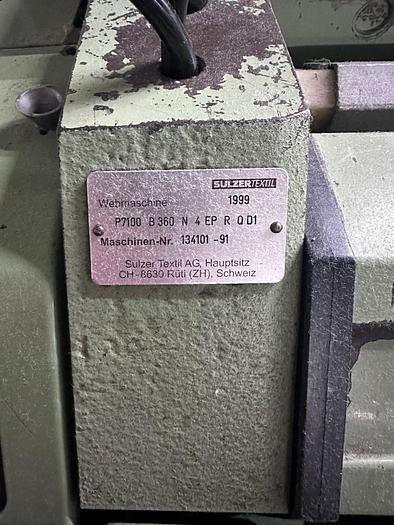 SULZERTEXTIL
Webmaschine 1999
P7100 B 360 N 4 EP R Q D1
Maschinen-Nr. 134101 -91
Sulzer Textil AG, Hauptsitz
CH-8630 Rüti (ZH), Schweiz